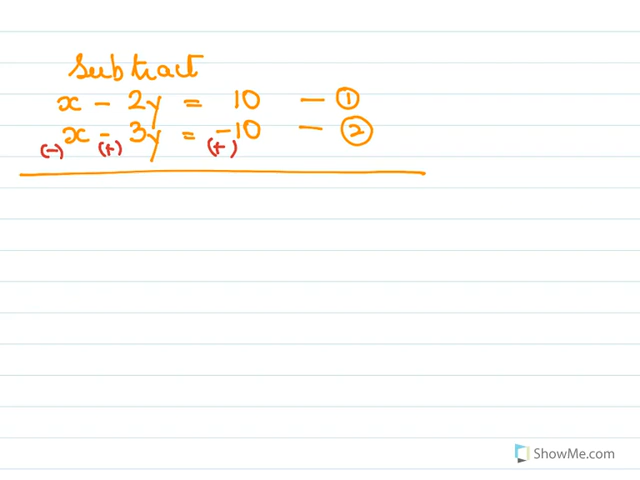 Subtract
x - 2y = 10 — ①
x - 3y = -10 — ②
(-) (+) (+)
ShowMe.com